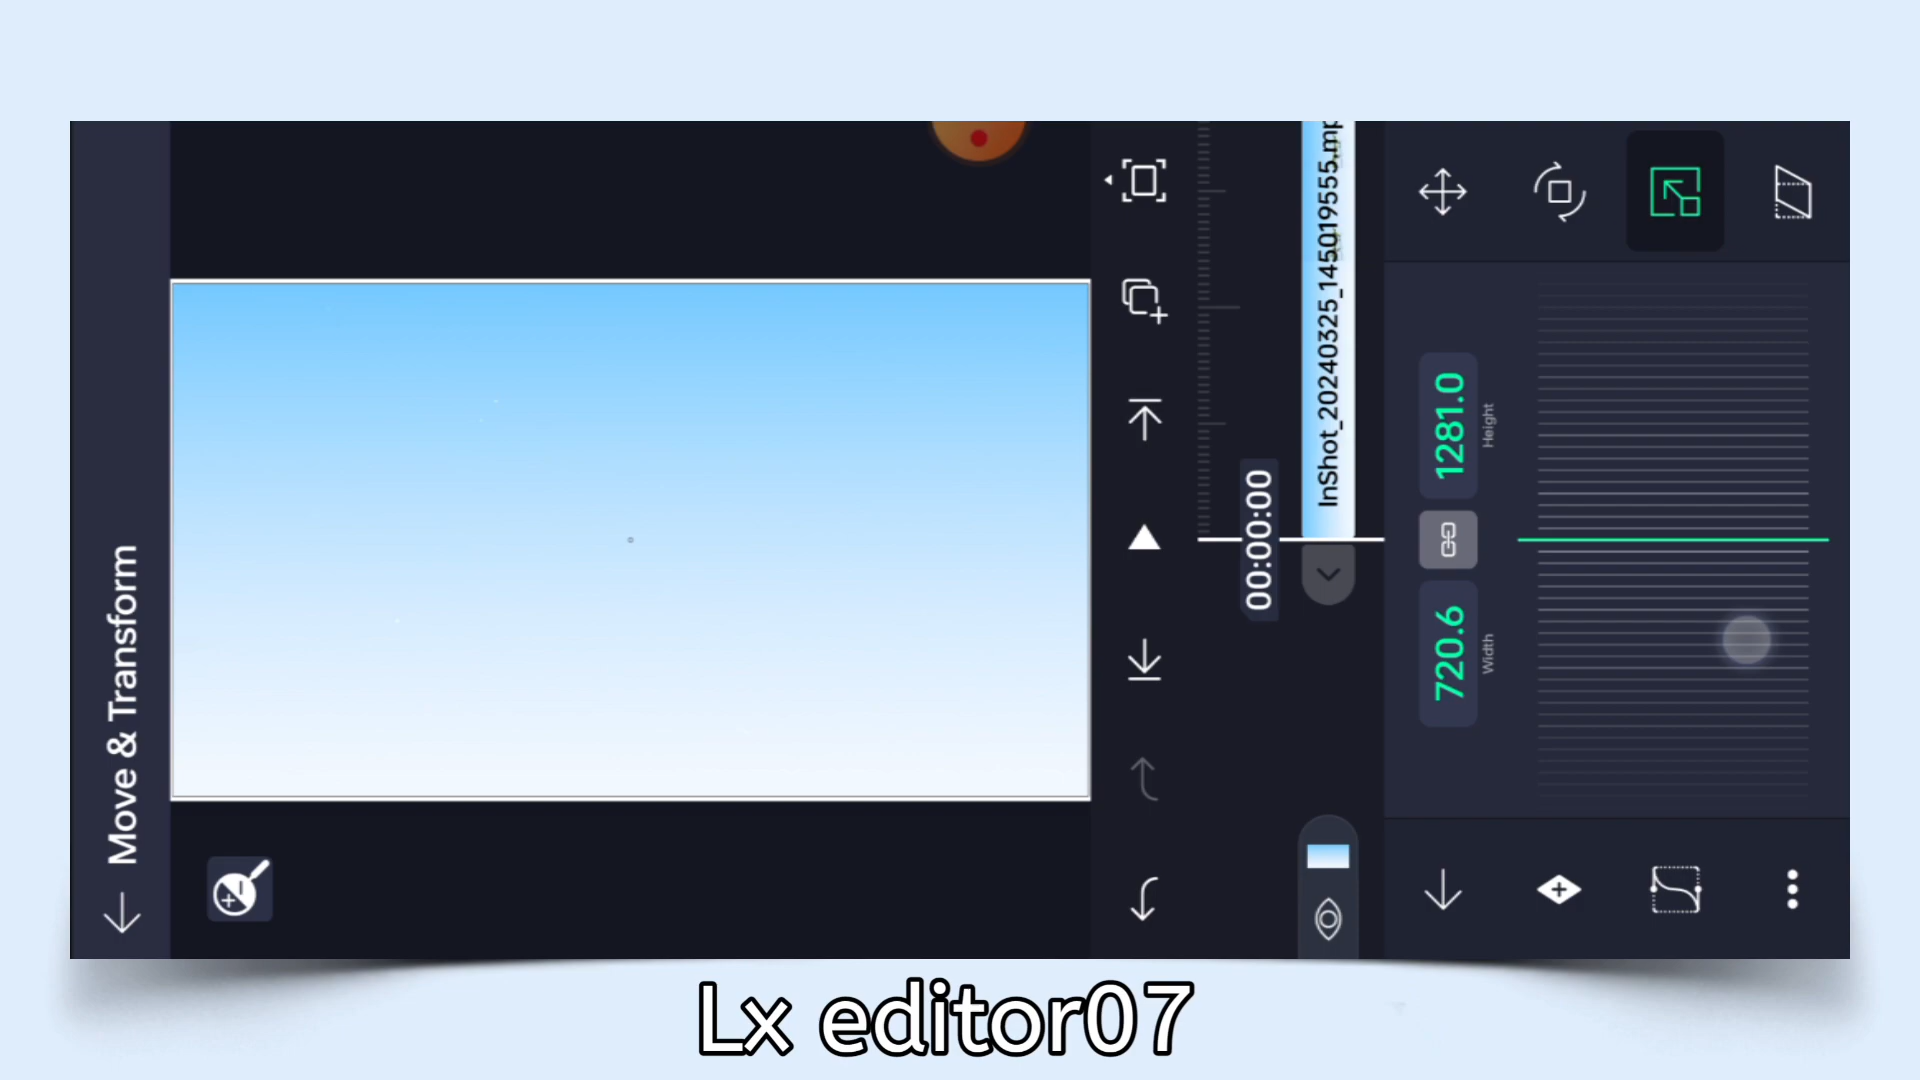 Move & Transform
00:00:00
InShot_20240325_145019555.mp
720.6
Width
1281.0
Height
Lx editor07